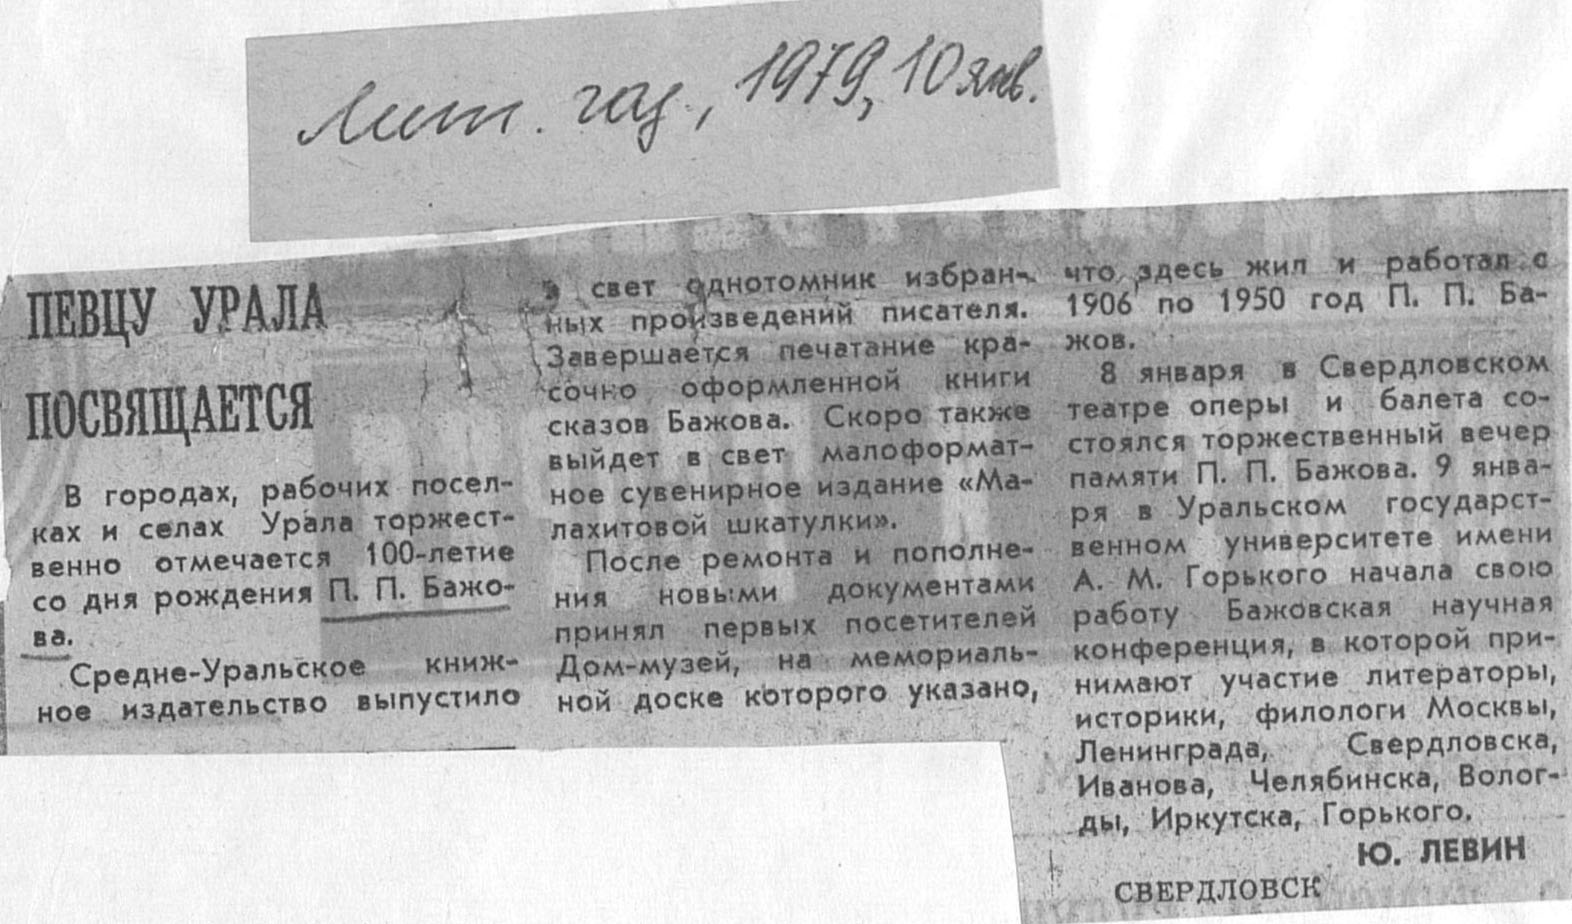 Лит. газ, 1979, 10 янв.
ПЕВЦУ УРАЛА
ПОСВЯЩАЕТСЯ
В городах, рабочих посел-
ках и селах Урала торжест-
венно отмечается 100-летие
со дня рождения П. П. Бажо-
ва.
Средне-Уральское книж-
ное издательство выпустило
в свет однотомник избран-
ных произведений писателя.
Завершается печатание кра-
сочно оформленной книги
сказов Бажова. Скоро также
выйдет в свет малоформат-
ное сувенирное издание «Ма-
лахитовой шкатулки».
После ремонта и пополне-
ния новыми документами
принял первых посетителей
Дом-музей, на мемориаль-
ной доске которого указано,
что здесь жил и работал с
1906 по 1950 год П. П. Ба-
жов.
8 января в Свердловском
театре оперы и балета со-
стоялся торжественный вечер
памяти П. П. Бажова. 9 янва-
ря в Уральском государст-
венном университете имени
А. М. Горького начала свою
работу Бажовская научная
конференция, в которой при-
нимают участие литераторы,
историки, филологи Москвы,
Ленинграда, Свердловска,
Иванова, Челябинска, Волог-
ды, Иркутска, Горького.
Ю. ЛЕВИН
СВЕРДЛОВСК